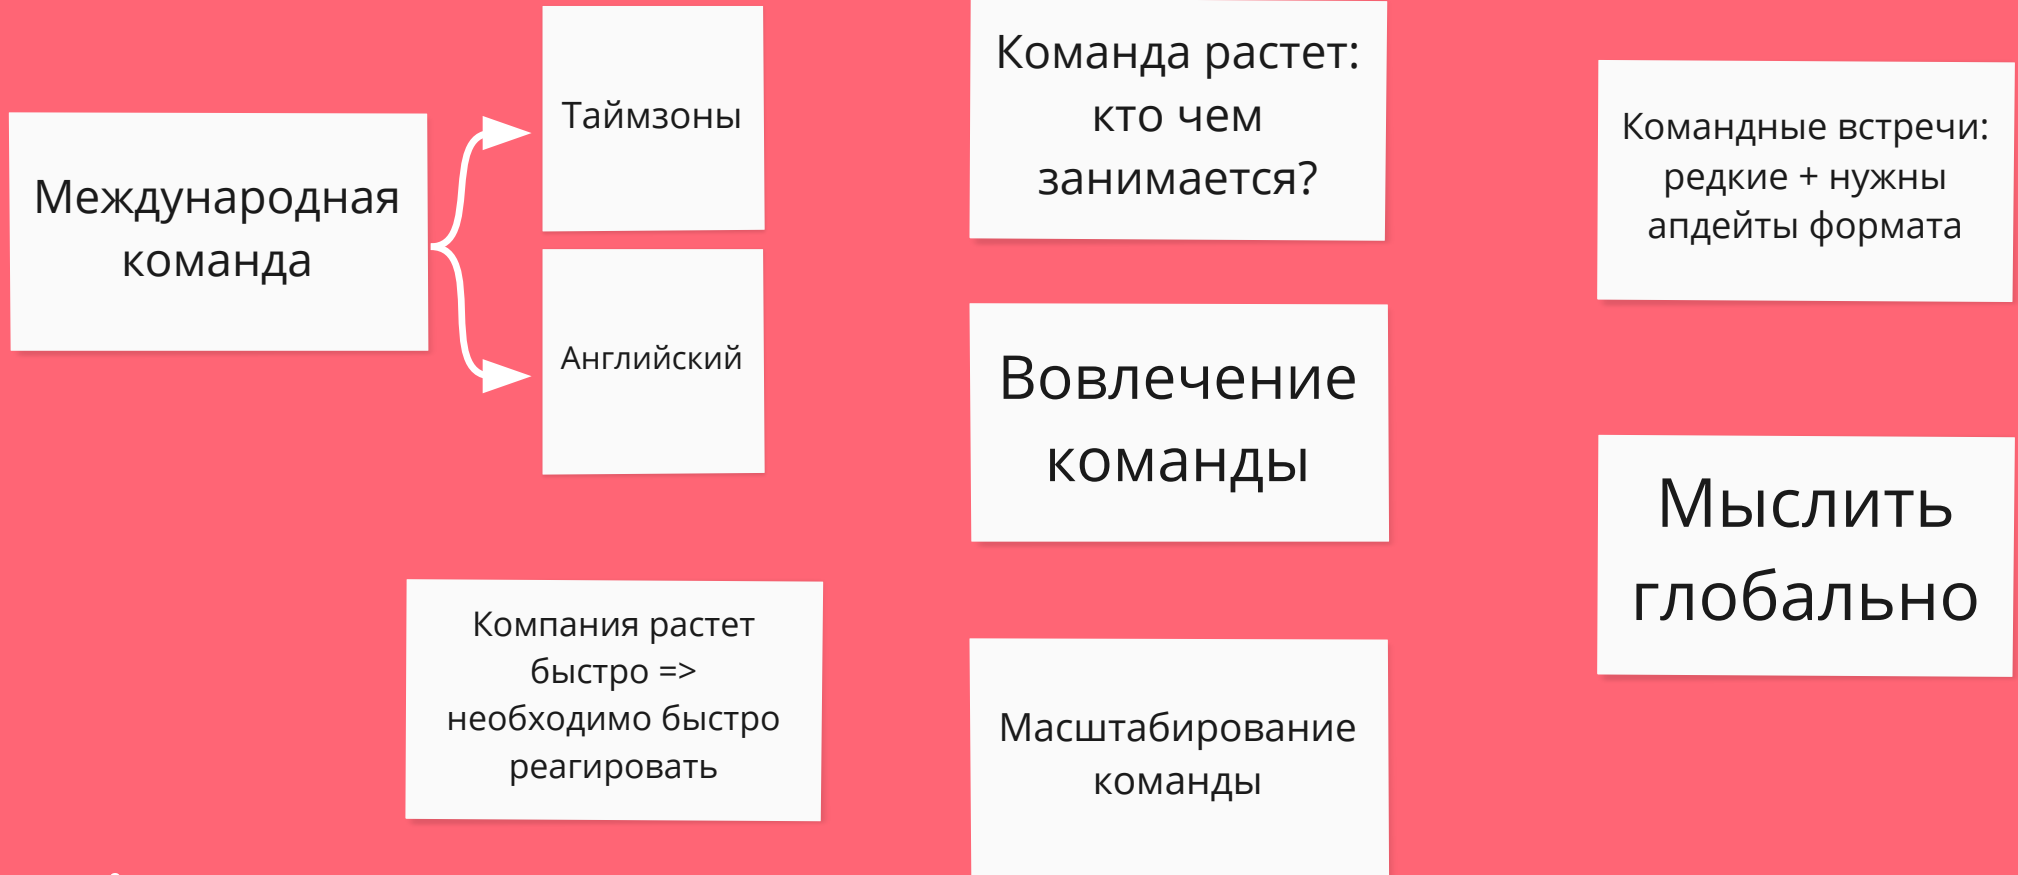 Международная
команда
Таймзоны
Английский
Компания растет
быстро =>
необходимо быстро
реагировать
Команда растет:
кто чем
занимается?
Вовлечение
команды
Масштабирование
команды
Командные встречи:
редкие + нужны
апдейты формата
Мыслить
глобально